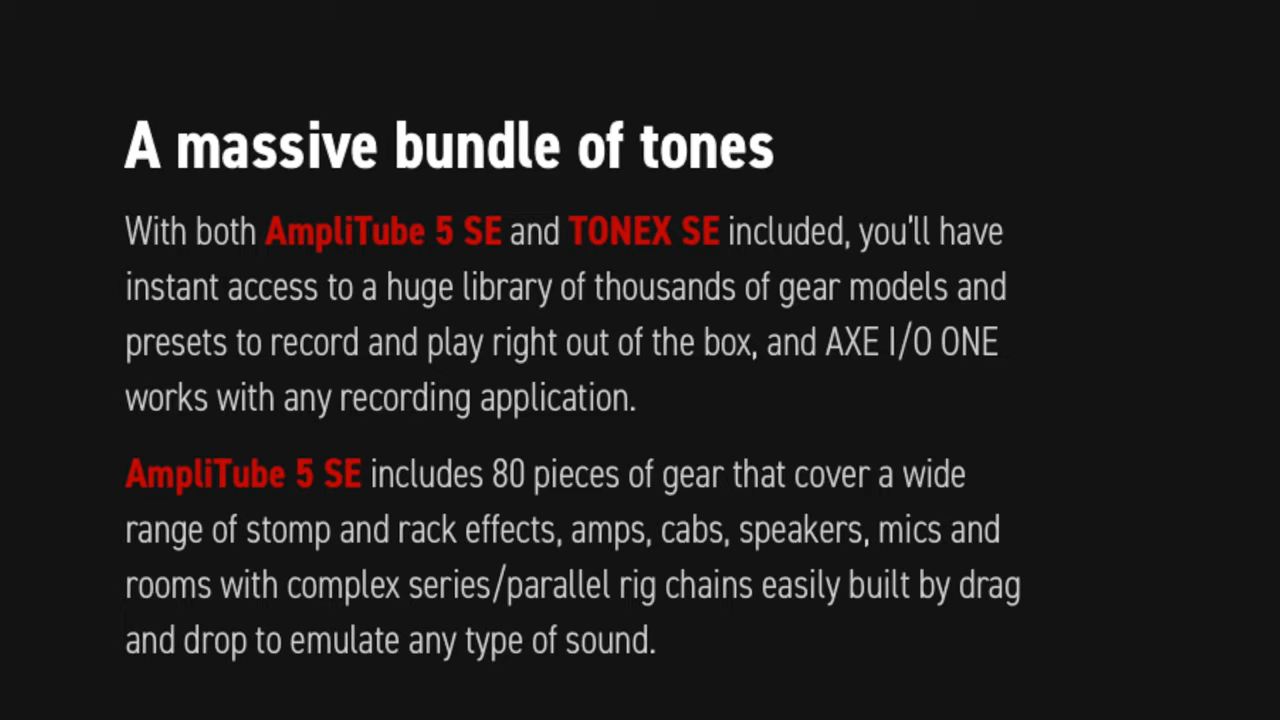 A massive bundle of tones
With both AmpliTube 5 SE and TONEX SE included, you’ll have
instant access to a huge library of thousands of gear models and
presets to record and play right out of the box, and AXE I/O ONE
works with any recording application.
AmpliTube 5 SE includes 80 pieces of gear that cover a wide
range of stomp and rack effects, amps, cabs, speakers, mics and
rooms with complex series/parallel rig chains easily built by drag
and drop to emulate any type of sound.